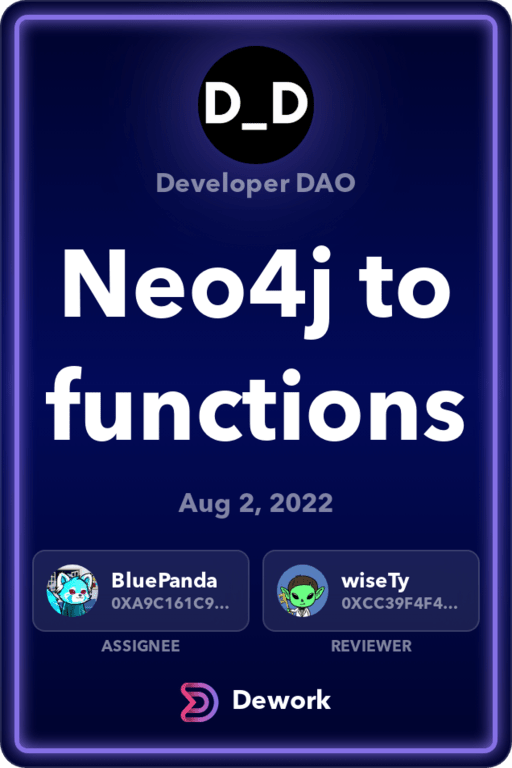 D_D
Developer DAO
Neo4j to
functions
Aug 2, 2022
BluePanda
0XA9C161C9...
wiseTy
0XCC39F4F4...
ASSIGNEE
REVIEWER
Dework